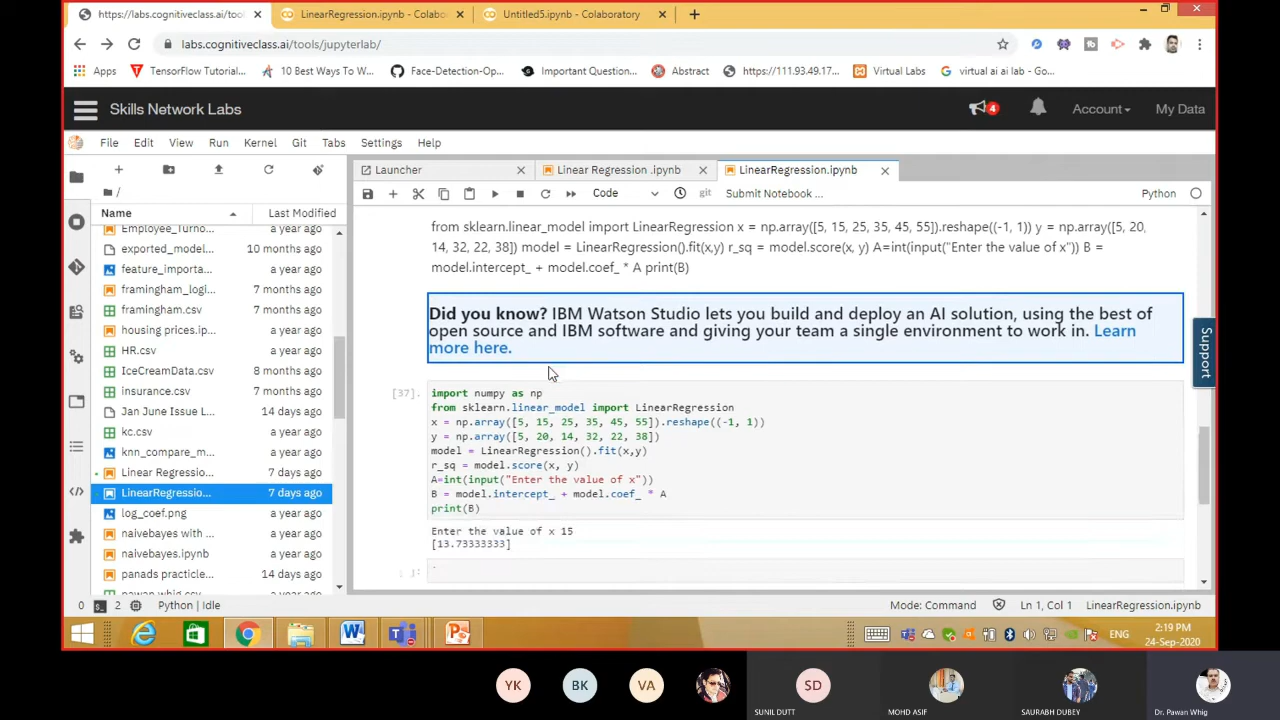 https://labs.cognitiveclass.ai/too
LinearRegression.ipynb - Colabo
Untitled5.ipynb - Colaboratory
labs.cognitiveclass.ai/tools/jupyterlab/
Apps
TensorFlow Tutorial...
10 Best Ways To W...
Face-Detection-Op...
Important Question...
Abstract
https://111.93.49.17...
Virtual Labs
virtual ai ai lab - Go...
Skills Network Labs
4
Account
My Data
File Edit View Run Kernel Git Tabs Settings Help
Launcher
Linear Regression .ipynb
LinearRegression.ipynb
Code
git
Submit Notebook ...
Python
/
Name
Last Modified
Employee_Turno...
exported_model... 10 months ago
feature_importa... a year ago
framingham_logi... 7 months ago
framingham.csv 7 months ago
housing prices.ip... a year ago
HR.csv a year ago
IceCreamData.csv 8 months ago
insurance.csv a year ago
Jan June Issue L... 14 days ago
kc.csv a year ago
knn_compare_m... a year ago
Linear Regressio... 7 days ago
LinearRegressio... 7 days ago
log_coef.png a year ago
naivebayes with ... a year ago
naivebayes.ipynb a year ago
panads practicle... 14 days ago
from sklearn.linear_model import LinearRegression x = np.array([5, 15, 25, 35, 45, 55]).reshape((-1, 1)) y = np.array([5, 20,
14, 32, 22, 38]) model = LinearRegression().fit(x,y) r_sq = model.score(x, y) A=int(input("Enter the value of x")) B =
model.intercept_ + model.coef_ * A print(B)
Did you know? IBM Watson Studio lets you build and deploy an AI solution, using the best of
open source and IBM software and giving your team a single environment to work in. Learn
more here.
Support
[37]:
import numpy as np
from sklearn.linear_model import LinearRegression
x = np.array([5, 15, 25, 35, 45, 55]).reshape((-1, 1))
y = np.array([5, 20, 14, 32, 22, 38])
model = LinearRegression().fit(x,y)
r_sq = model.score(x, y)
A=int(input("Enter the value of x"))
B = model.intercept_ + model.coef_ * A
print(B)
Enter the value of x 15
[13.73333333]
[ ]:
0
2
Python | Idle
Mode: Command
Ln 1, Col 1
LinearRegression.ipynb
ENG
2:19 PM
24-Sep-2020
YK
BK
VA
SD
SUNIL DUTT
MOHD ASIF
SAURABH DUBEY
Dr. Pawan Whig